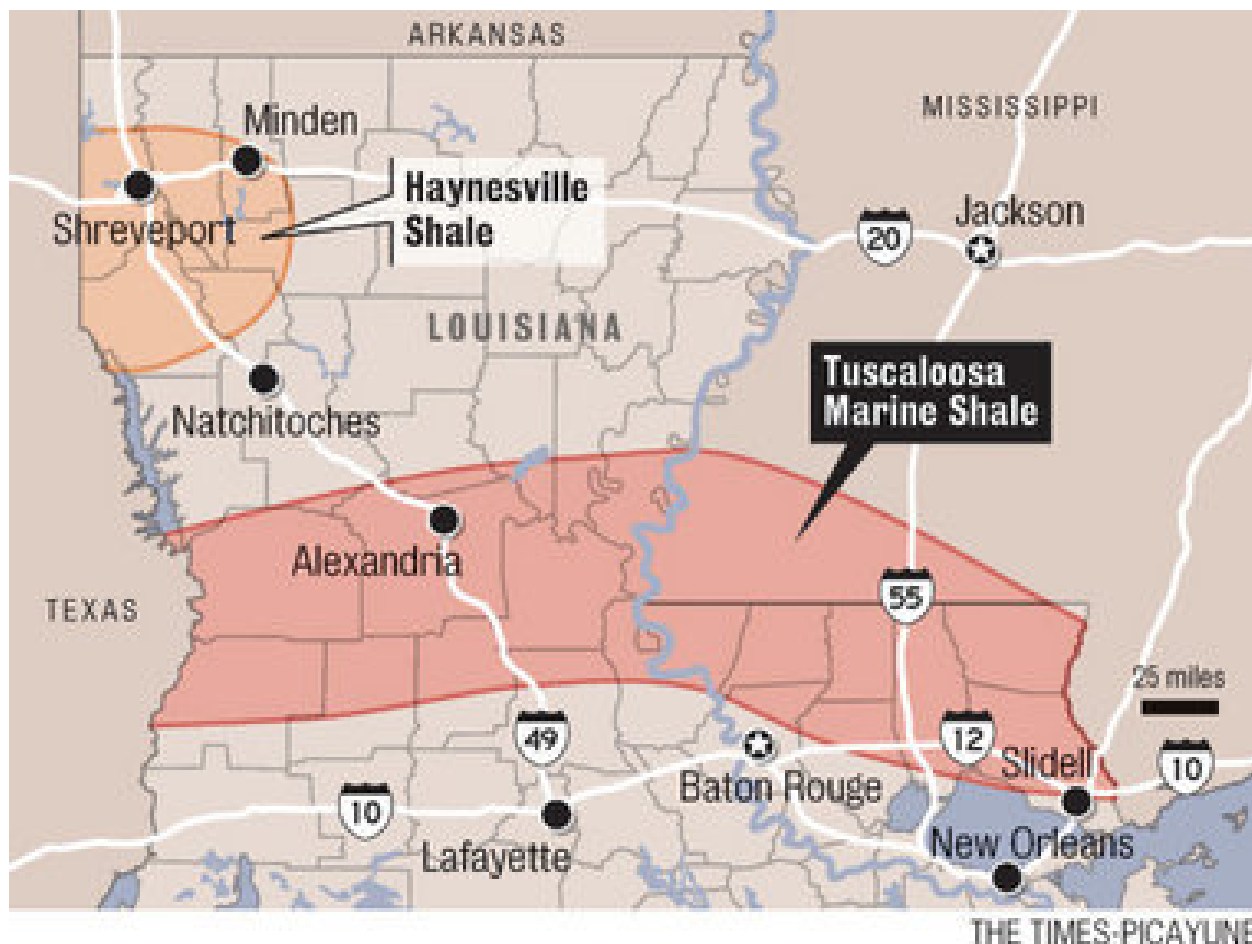 ARKANSAS
MISSISSIPPI
Minden
Haynesville
Shale
Shreveport
Jackson
20
LOUISIANA
Tuscaloosa
Marine Shale
Natchitoches
Alexandria
TEXAS
55
25 miles
49
12
Slidell
10
Baton Rouge
10
New Orleans
Lafayette
THE TIMES-PICAYUNE